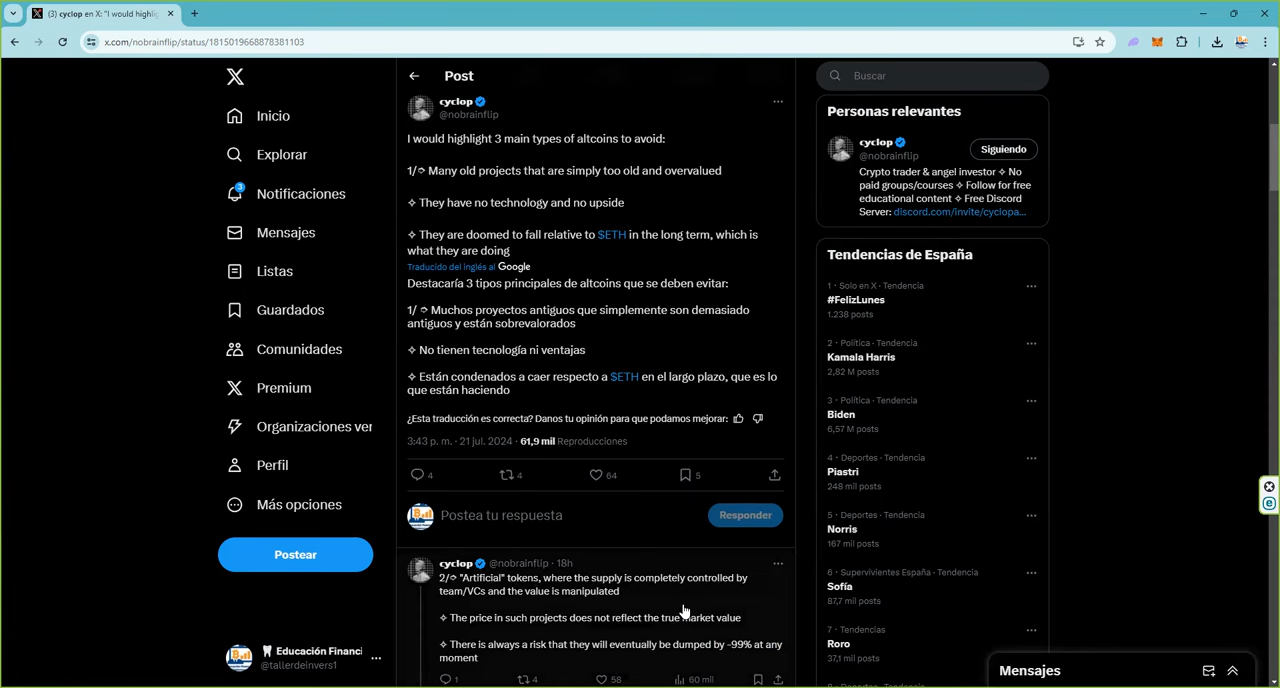 (3) cyclop en X: "I would highlig
x.com/nobrainflip/status/1815019668878381103
Inicio
Explorar
3
Notificaciones
Mensajes
Listas
Guardados
Comunidades
Premium
Organizaciones ver
Perfil
Más opciones
Postear
Educación Financi
@tallerdeinvers1
Post
cyclop
@nobrainflip
I would highlight 3 main types of altcoins to avoid:
1/ Many old projects that are simply too old and overvalued
✧ They have no technology and no upside
✧ They are doomed to fall relative to $ETH in the long term, which is
what they are doing
Traducido del inglés al Google
Destacaría 3 tipos principales de altcoins que se deben evitar:
1/ Muchos proyectos antiguos que simplemente son demasiado
antiguos y están sobrevalorados
✧ No tienen tecnología ni ventajas
✧ Están condenados a caer respecto a $ETH en el largo plazo, que es lo
que están haciendo
¿Esta traducción es correcta? Danos tu opinión para que podamos mejorar:
3:43 p. m. · 21 jul. 2024 · 61,9 mil Reproducciones
4 4 64 5
Postea tu respuesta
Responder
cyclop @nobrainflip · 18h
2/ "Artificial" tokens, where the supply is completely controlled by
team/VCs and the value is manipulated
✧ The price in such projects does not reflect the true market value
✧ There is always a risk that they will eventually be dumped by -99% at any
moment
1 4 58 60 mil
Buscar
Personas relevantes
cyclop
@nobrainflip
Siguiendo
Crypto trader & angel investor ✧ No
paid groups/courses ✧ Follow for free
educational content ✧ Free Discord
Server: discord.com/invite/cyclopa...
Tendencias de España
1 · Solo en X · Tendencia
#FelizLunes
1.238 posts
2 · Política · Tendencia
Kamala Harris
2,82 M posts
3 · Política · Tendencia
Biden
6,57 M posts
4 · Deportes · Tendencia
Piastri
248 mil posts
5 · Deportes · Tendencia
Norris
167 mil posts
6 · Supervivientes España · Tendencia
Sofía
87,7 mil posts
7 · Tendencias
Roro
37,1 mil posts
Mensajes